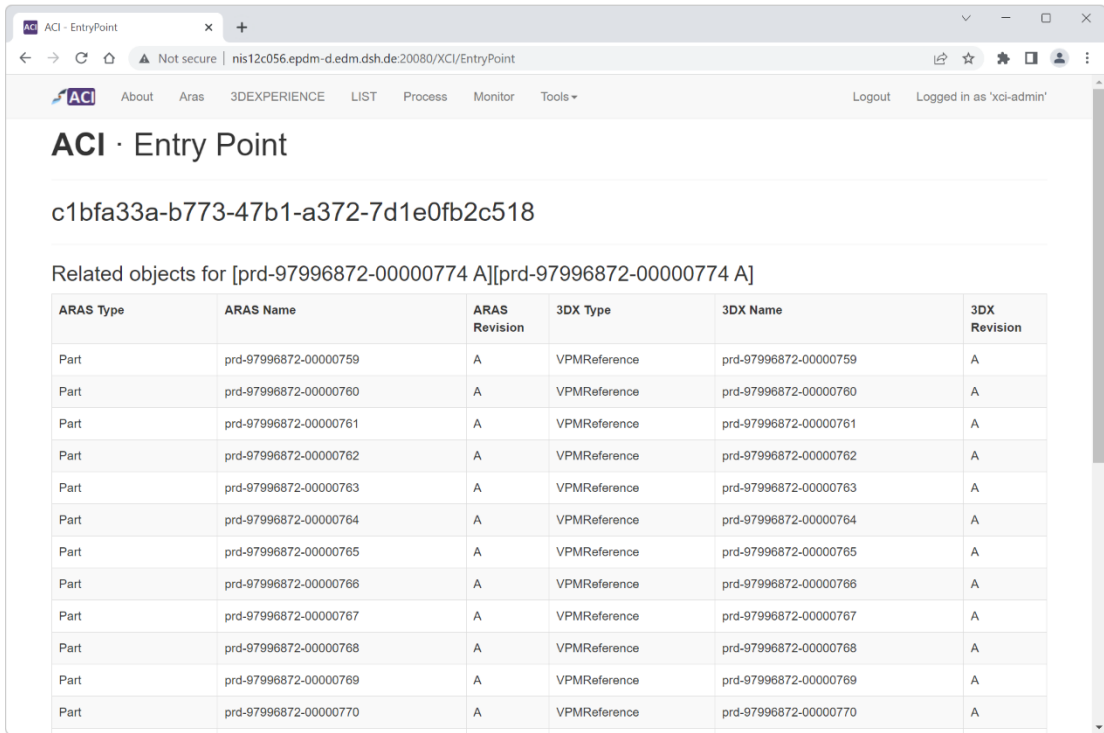 ACI ACI - EntryPoint
Not secure | nis12c056.epdm-d.edm.dsh.de:20080/XCI/EntryPoint
ACI About Aras 3DEXPERIENCE LIST Process Monitor Tools Logout Logged in as 'xci-admin'
ACI · Entry Point
c1bfa33a-b773-47b1-a372-7d1e0fb2c518
Related objects for [prd-97996872-00000774 A][prd-97996872-00000774 A]
ARAS Type ARAS Name ARAS Revision 3DX Type 3DX Name 3DX Revision
Part prd-97996872-00000759 A VPMReference prd-97996872-00000759 A
Part prd-97996872-00000760 A VPMReference prd-97996872-00000760 A
Part prd-97996872-00000761 A VPMReference prd-97996872-00000761 A
Part prd-97996872-00000762 A VPMReference prd-97996872-00000762 A
Part prd-97996872-00000763 A VPMReference prd-97996872-00000763 A
Part prd-97996872-00000764 A VPMReference prd-97996872-00000764 A
Part prd-97996872-00000765 A VPMReference prd-97996872-00000765 A
Part prd-97996872-00000766 A VPMReference prd-97996872-00000766 A
Part prd-97996872-00000767 A VPMReference prd-97996872-00000767 A
Part prd-97996872-00000768 A VPMReference prd-97996872-00000768 A
Part prd-97996872-00000769 A VPMReference prd-97996872-00000769 A
Part prd-97996872-00000770 A VPMReference prd-97996872-00000770 A